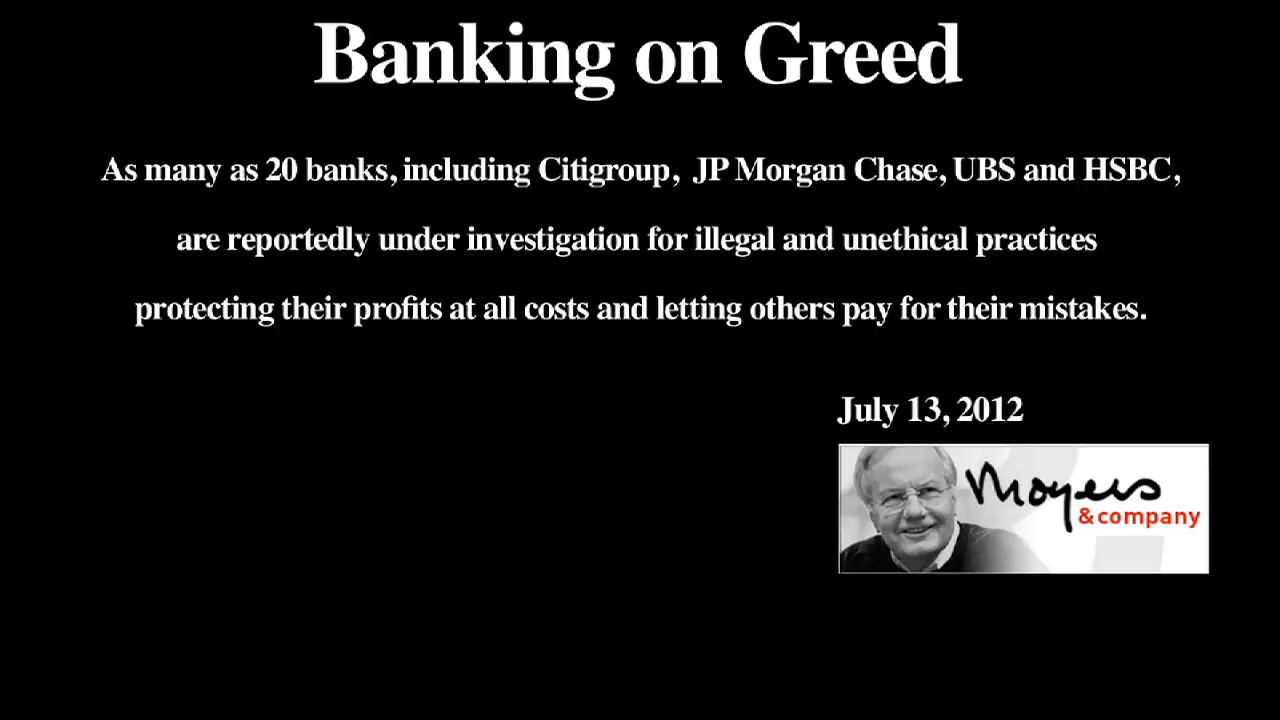 Banking on Greed
As many as 20 banks, including Citigroup, JP Morgan Chase, UBS and HSBC,
are reportedly under investigation for illegal and unethical practices
protecting their profits at all costs and letting others pay for their mistakes.
July 13, 2012
Moyers
& company